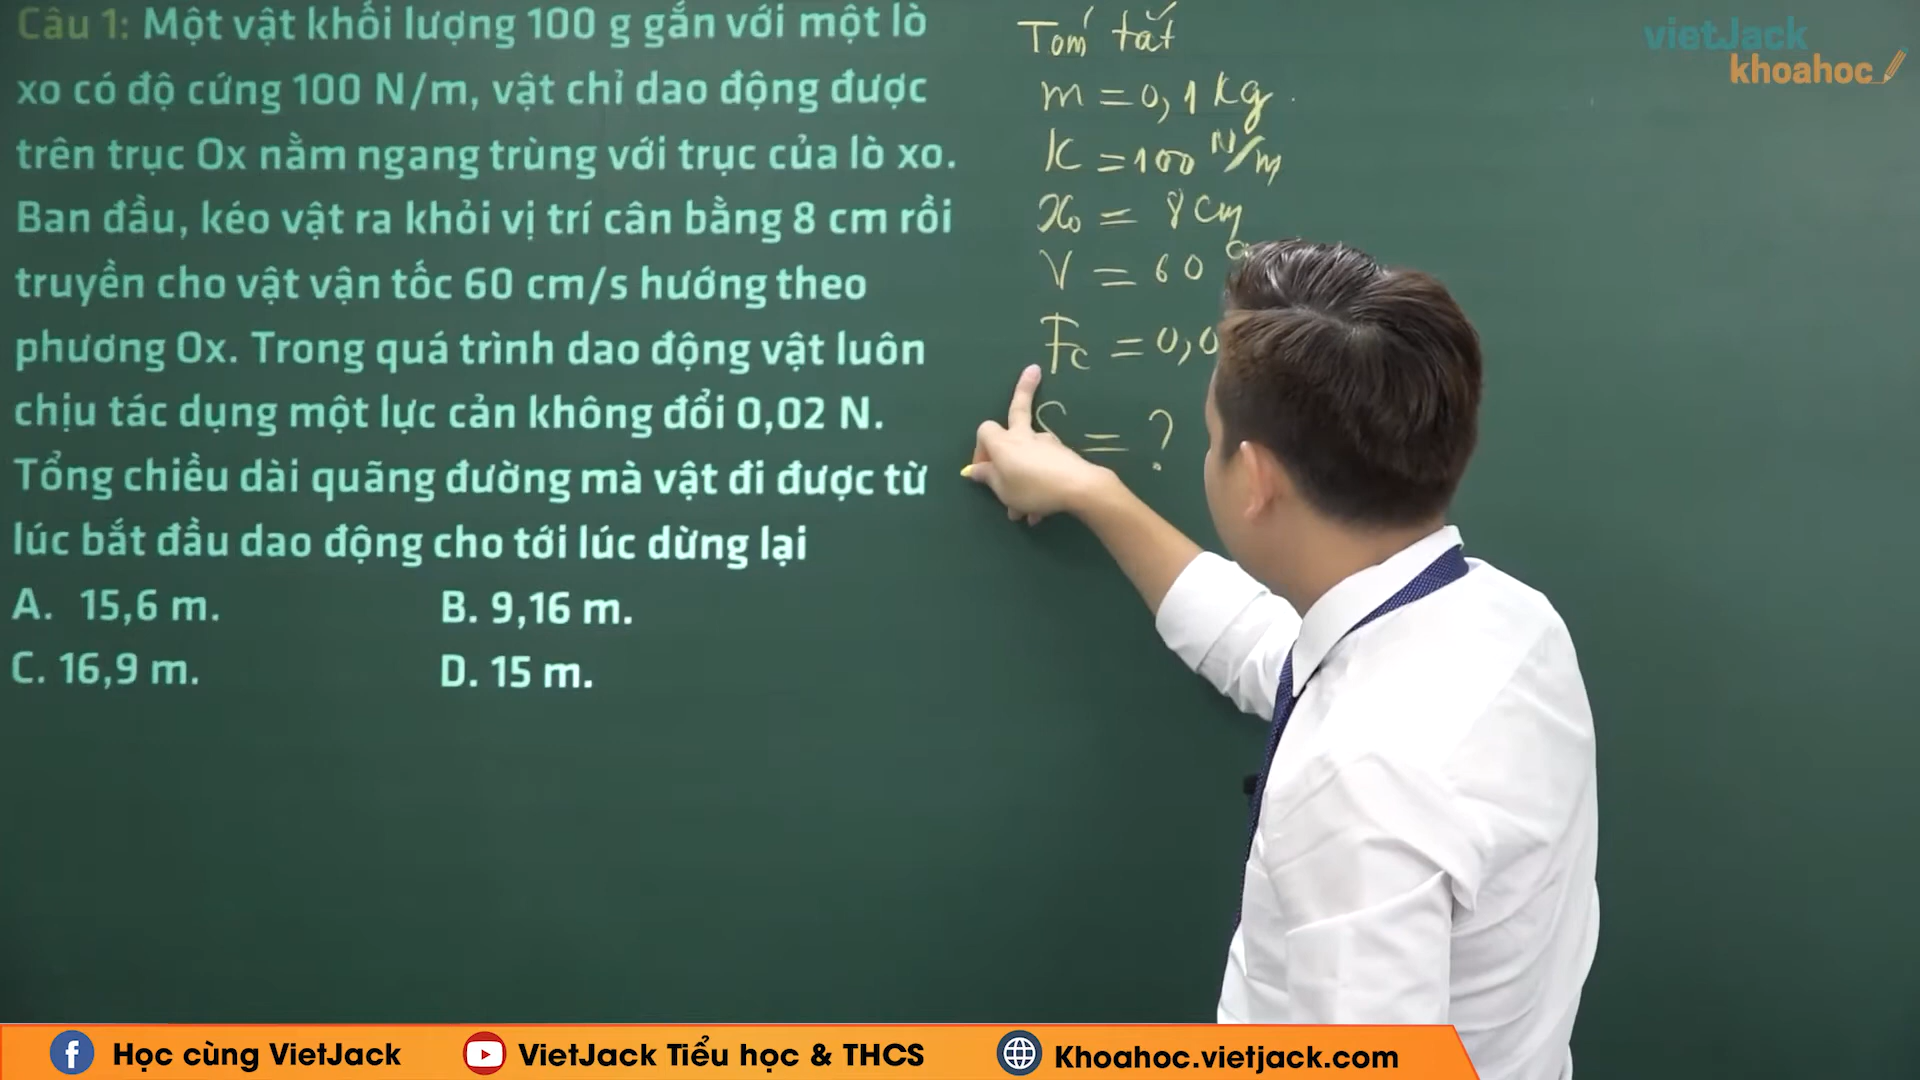 Câu 1: Một vật khối lượng 100 g gắn với một lò
xo có độ cứng 100 N/m, vật chỉ dao động được
trên trục Ox nằm ngang trùng với trục của lò xo.
Ban đầu, kéo vật ra khỏi vị trí cân bằng 8 cm rồi
truyền cho vật vận tốc 60 cm/s hướng theo
phương Ox. Trong quá trình dao động vật luôn
chịu tác dụng một lực cản không đổi 0,02 N.
Tổng chiều dài quãng đường mà vật đi được từ
lúc bắt đầu dao động cho tới lúc dừng lại
A. 15,6 m. B. 9,16 m.
C. 16,9 m. D. 15 m.
Tóm tắt
m = 0,1 kg.
K = 100 N/m
x₀ = 8 cm
V = 60
Fc = 0,0
S = ?
vietJack
khoahoc
Học cùng VietJack
VietJack Tiểu học & THCS
Khoahoc.vietjack.com